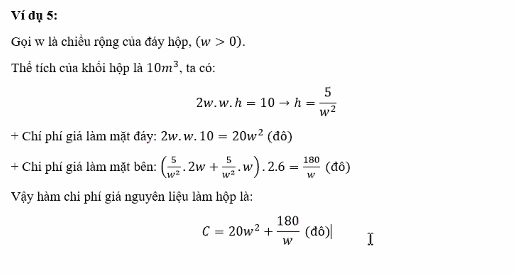 Ví dụ 5:
Gọi w là chiều rộng của đáy hộp, (w > 0).
Thể tích của khối hộp là 10m³, ta có:
2w.w.h = 10 → h = 5/w²
+ Chi phí giá làm mặt đáy: 2w.w.10 = 20w² (đô)
+ Chi phí giá làm mặt bên: (5/w².2w + 5/w².w).2.6 = 180/w (đô)
Vậy hàm chi phí giá nguyên liệu làm hộp là:
C = 20w² + 180/w (đô)